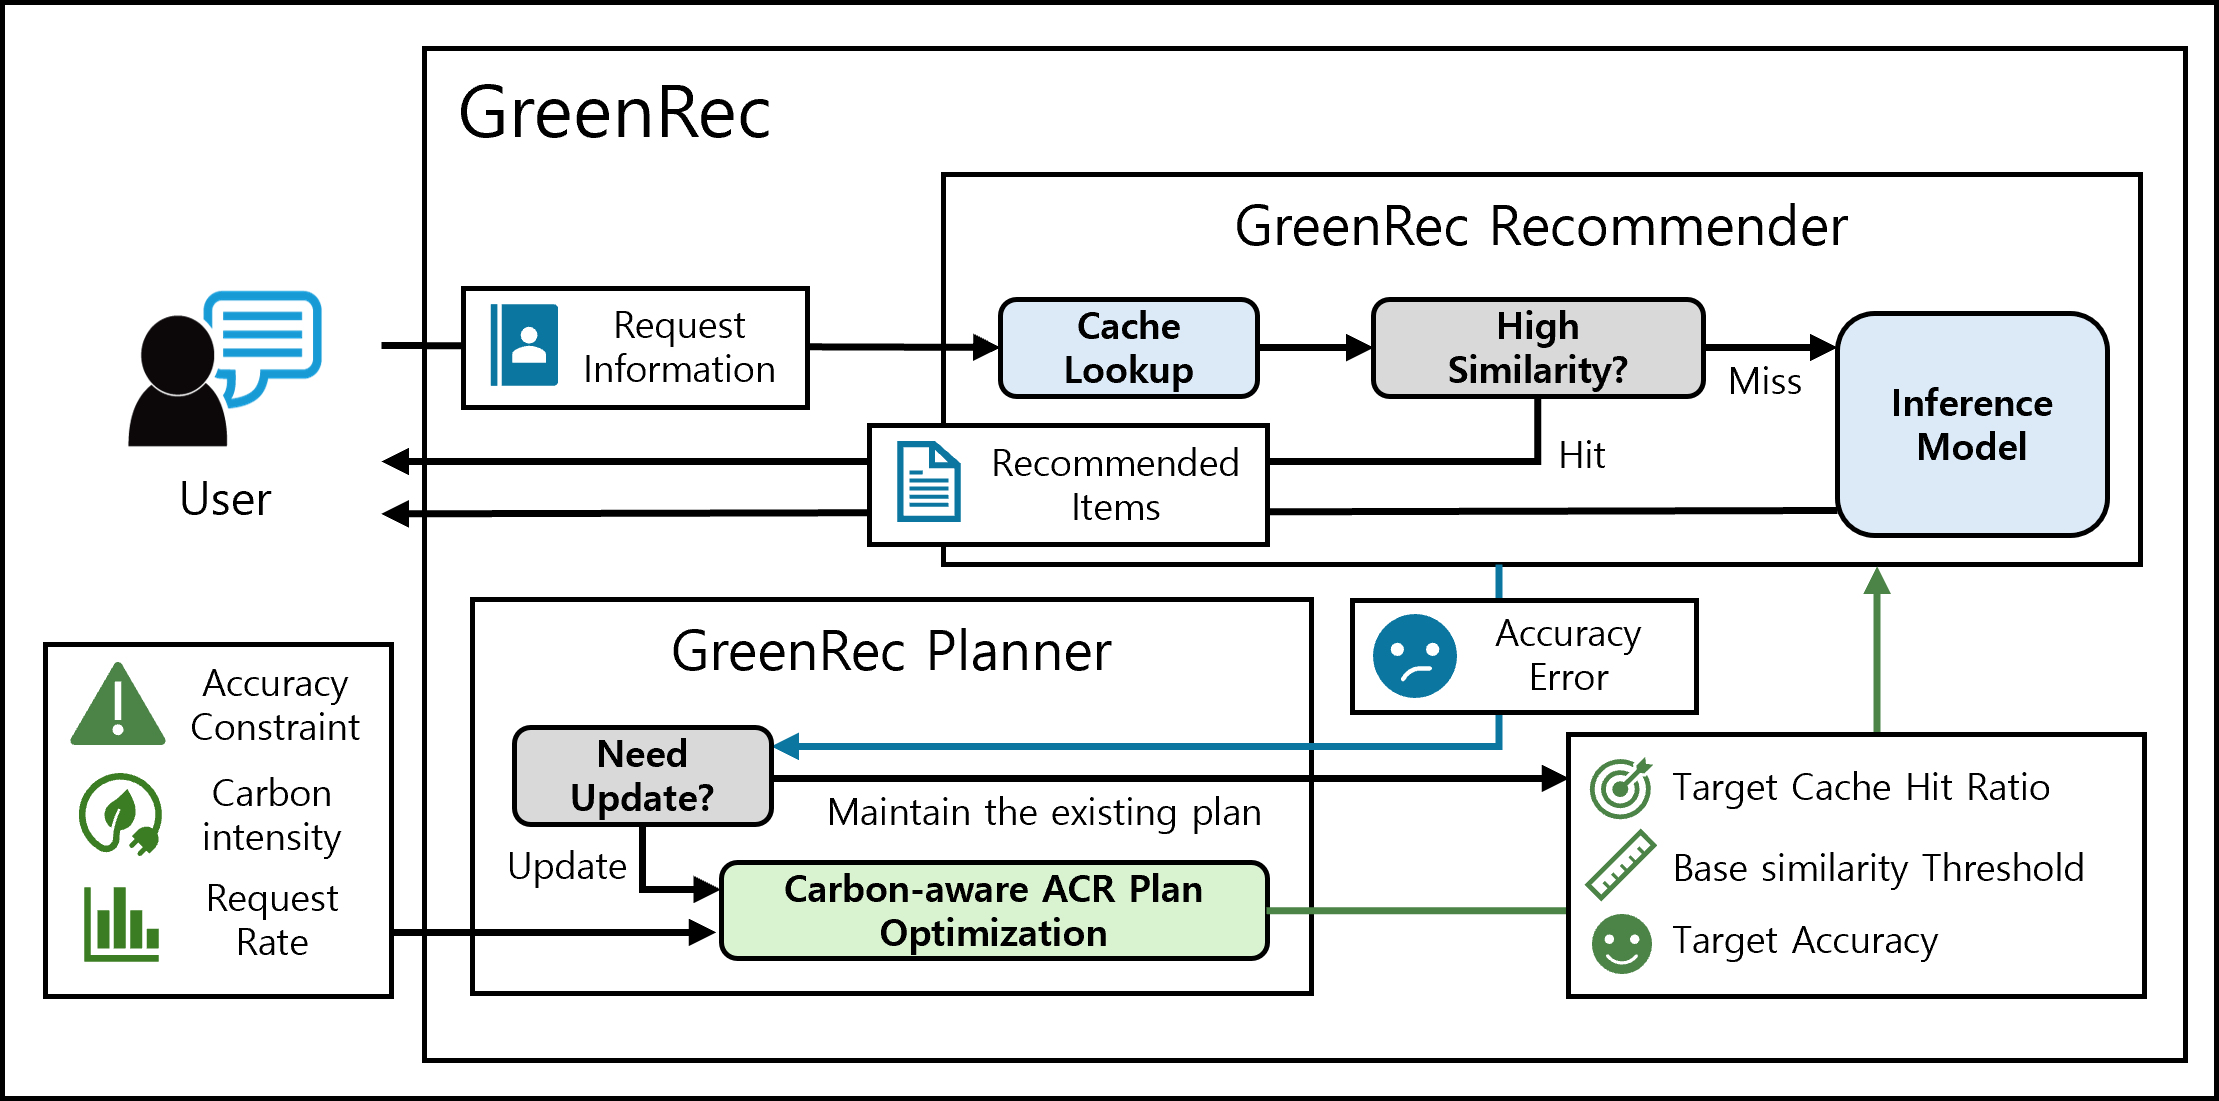 GreenRec
GreenRec Recommender
Request
Information
Cache
Lookup
High
Similarity?
Miss
Inference
Model
Hit
Recommended
Items
User
GreenRec Planner
Accuracy
Error
Accuracy
Constraint
Carbon
intensity
Request
Rate
Need
Update?
Maintain the existing plan
Update
Carbon-aware ACR Plan
Optimization
Target Cache Hit Ratio
Base similarity Threshold
Target Accuracy